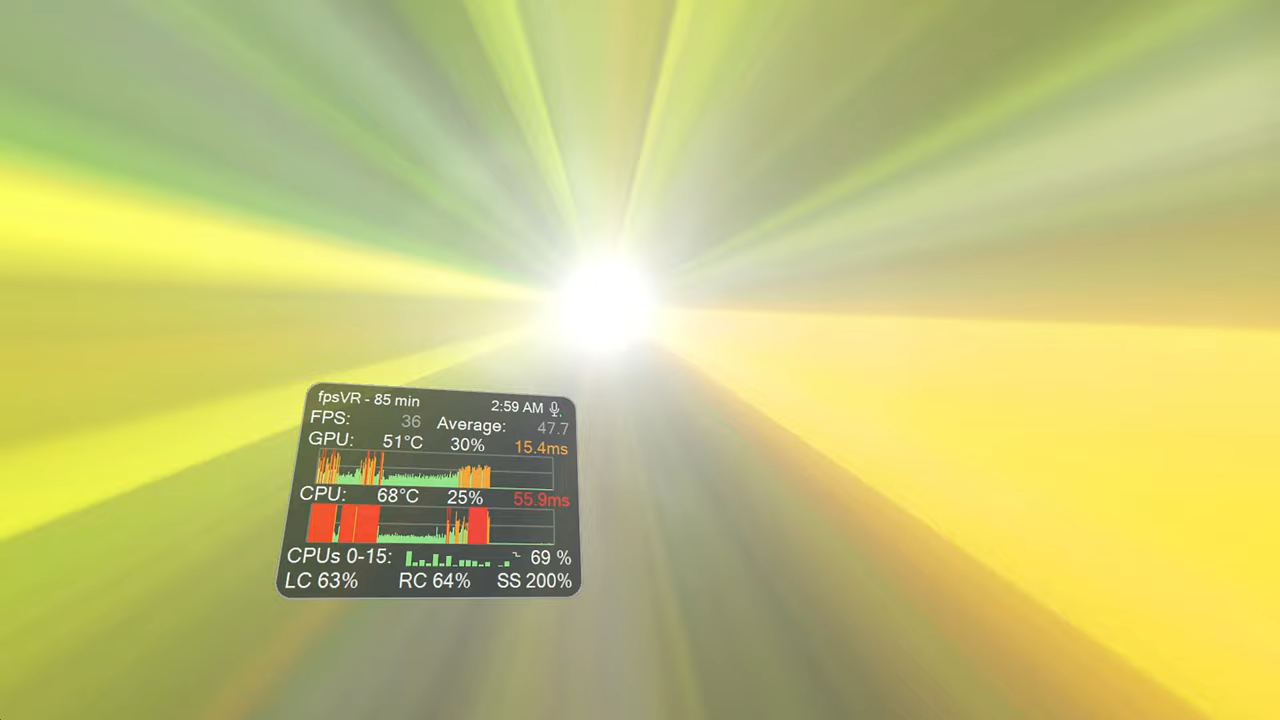 fpsVR - 85 min 2:59 AM
FPS: 36 Average: 47.7
GPU: 51°C 30% 15.4ms
CPU: 68°C 25% 55.9ms
CPUs 0-15: 69 %
LC 63% RC 64% SS 200%